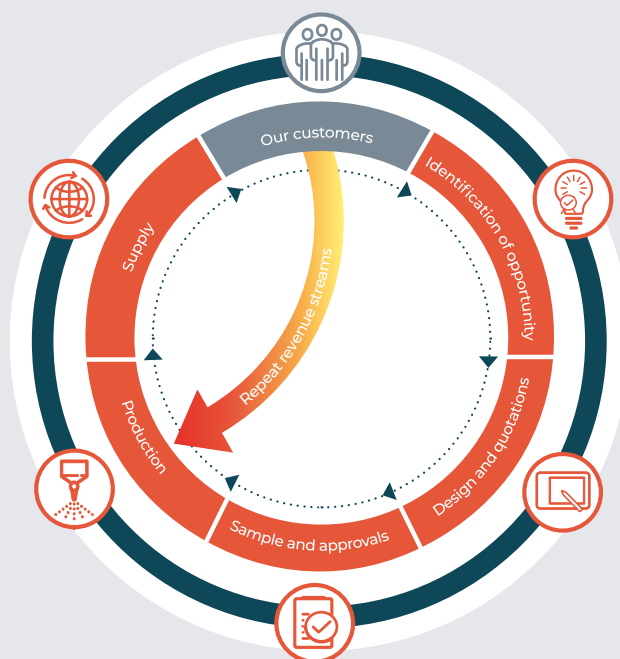 Our customers
Identification of opportunity
Design and quotations
Sample and approvals
Production
Supply
Repeat revenue streams